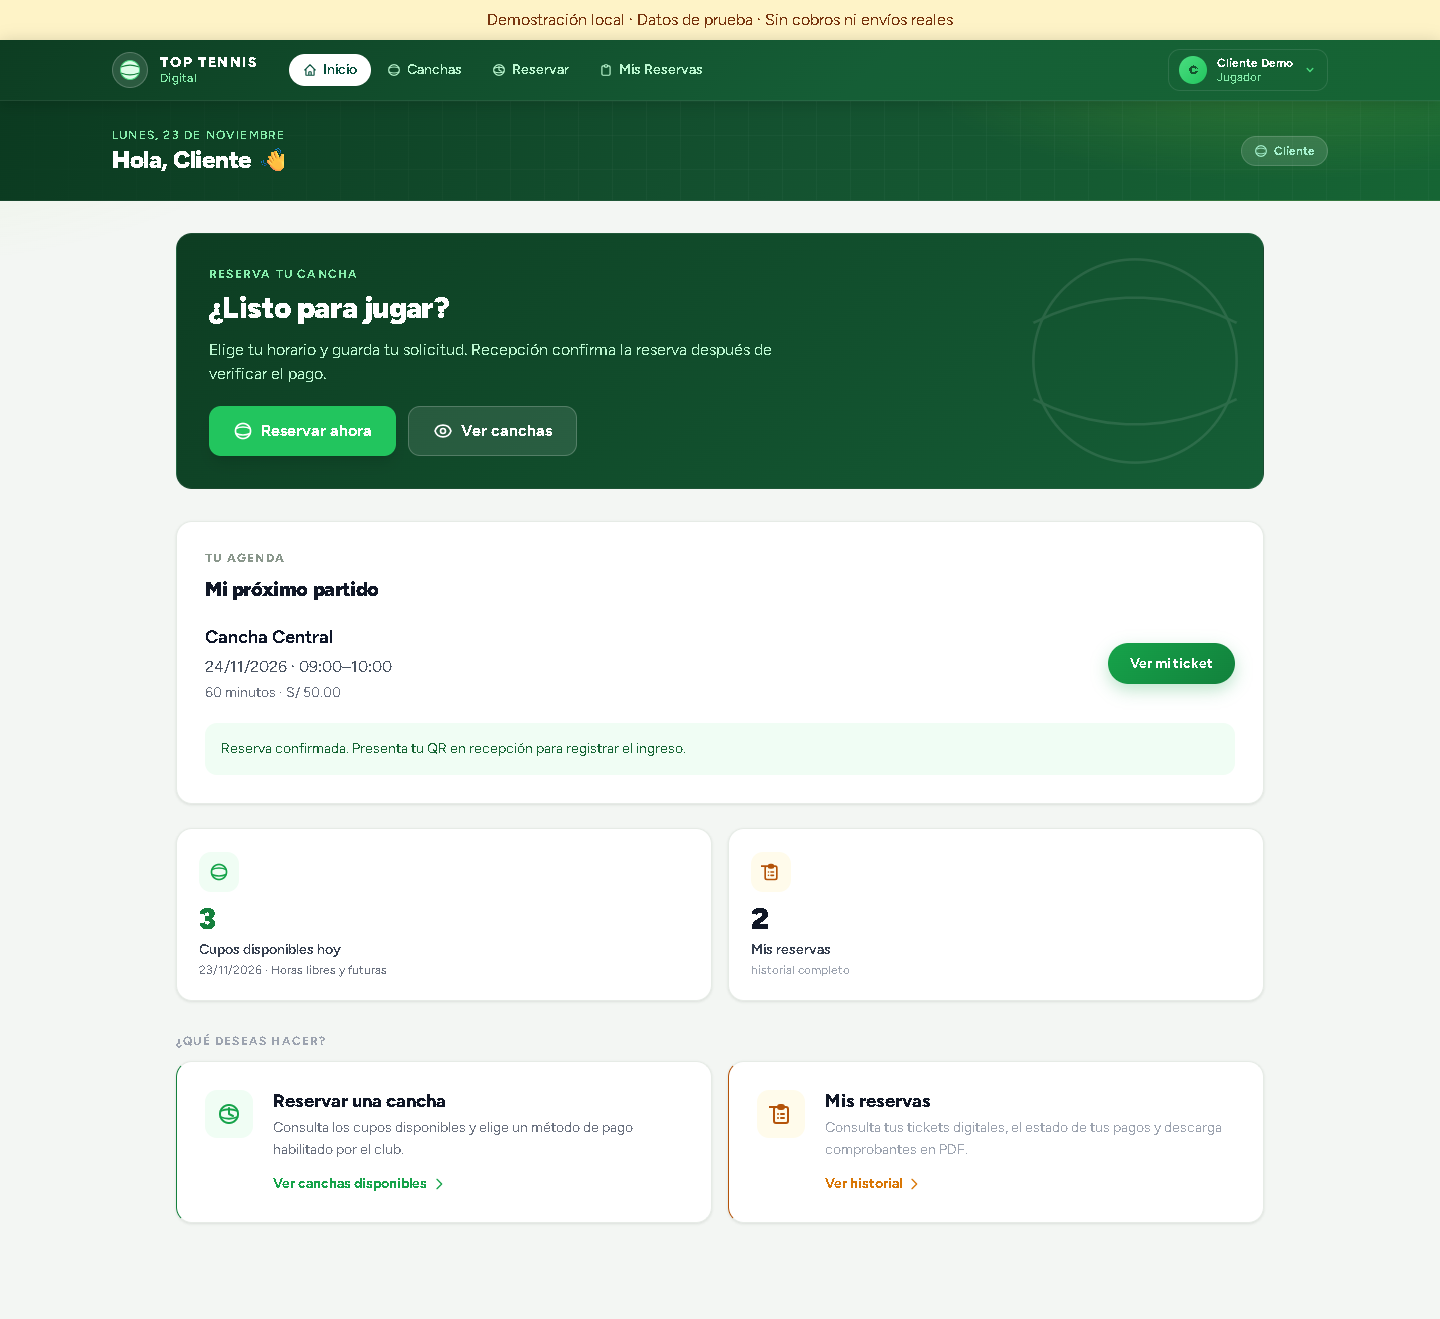 Demostración local · Datos de prueba · Sin cobros ni envíos reales
TOP TENNIS
Digital
Inicio
Canchas
Reservar
Mis Reservas
C
Cliente Demo
Jugador
LUNES, 23 DE NOVIEMBRE
Hola, Cliente 👋
Cliente
RESERVA TU CANCHA
¿Listo para jugar?
Elige tu horario y guarda tu solicitud. Recepción confirma la reserva después de
verificar el pago.
Reservar ahora
Ver canchas
TU AGENDA
Mi próximo partido
Cancha Central
24/11/2026 · 09:00–10:00
60 minutos · S/ 50.00
Ver mi ticket
Reserva confirmada. Presenta tu QR en recepción para registrar el ingreso.
3
Cupos disponibles hoy
23/11/2026 · Horas libres y futuras
2
Mis reservas
historial completo
¿QUÉ DESEAS HACER?
Reservar una cancha
Consulta los cupos disponibles y elige un método de pago
habilitado por el club.
Ver canchas disponibles
Mis reservas
Consulta tus tickets digitales, el estado de tus pagos y descarga
comprobantes en PDF.
Ver historial